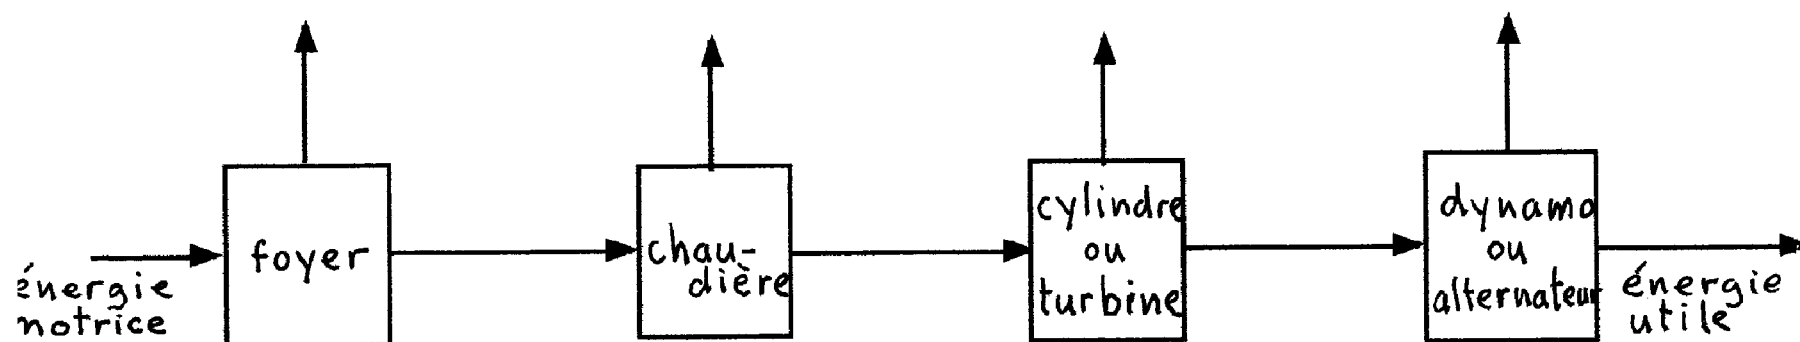 énergie
motrice
foyer
chau-
dière
cylindre
ou
turbine
dynamo
ou
alternateur
énergie
utile